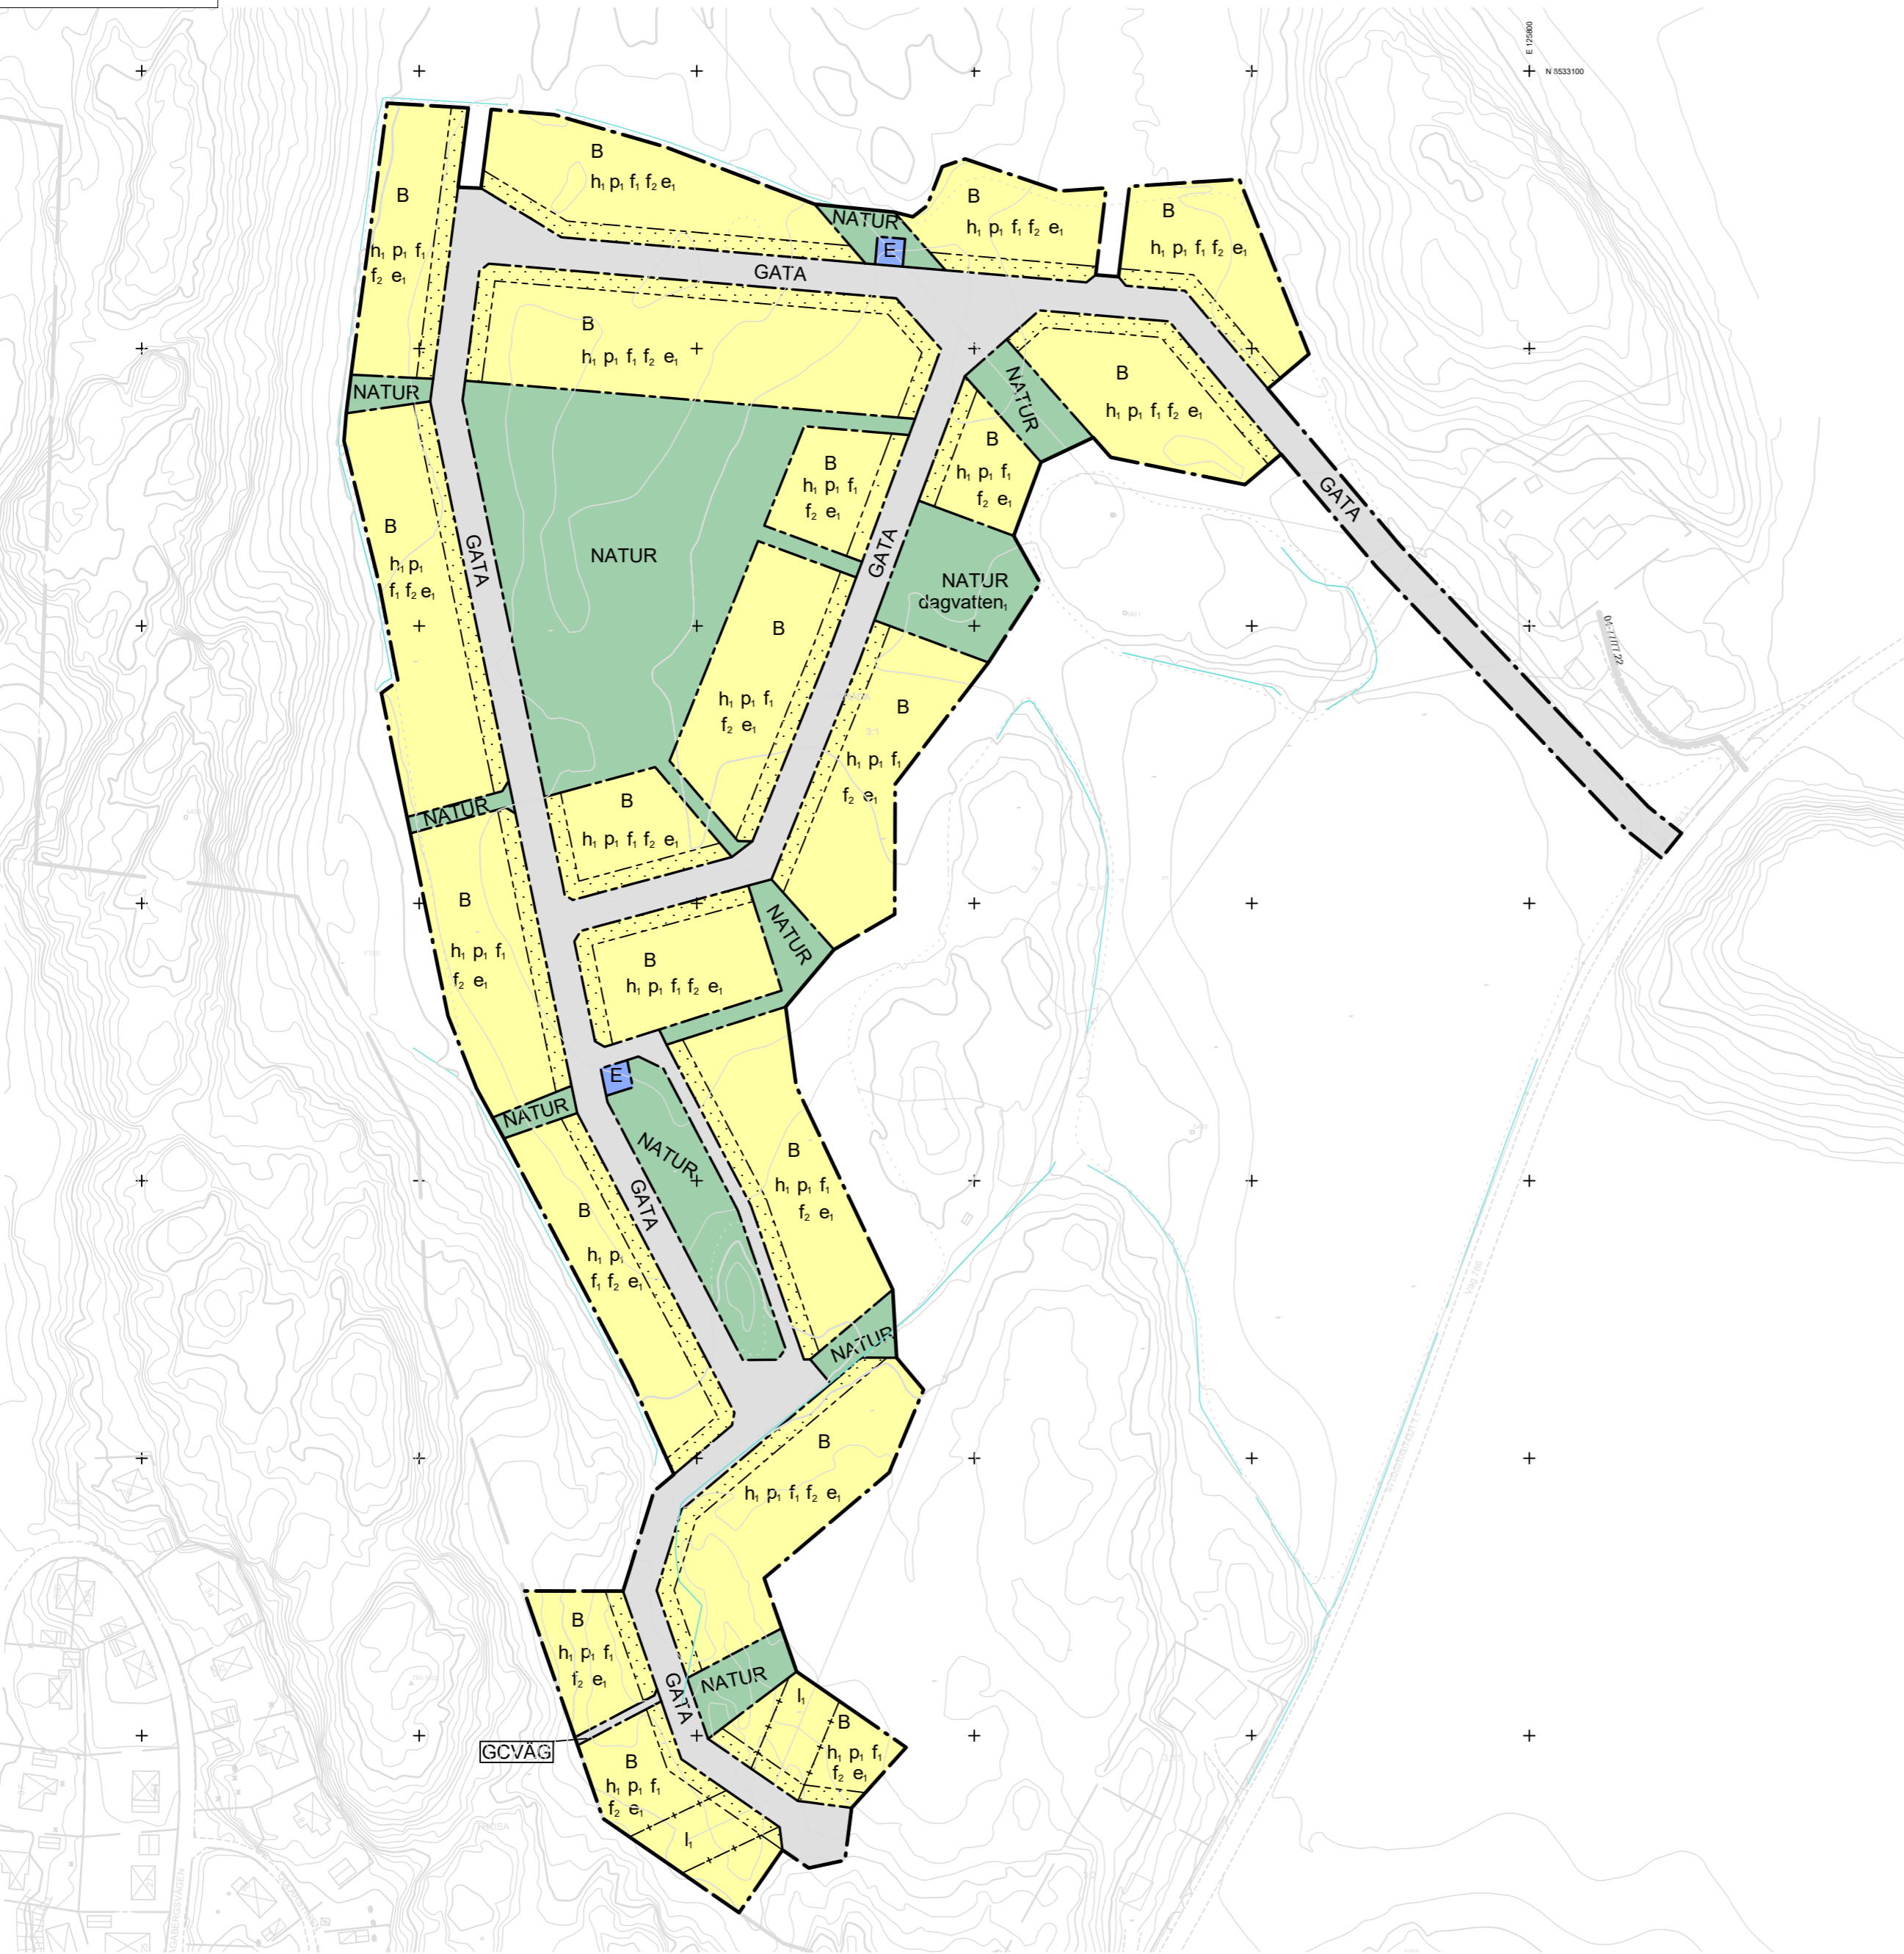 E 125800
N 6533100
B
h₁ p₁ f₁ f₂ e₁
B
h₁ p₁ f₁
f₂ e₁
NATUR
E
B
h₁ p₁ f₁ f₂ e₁
B
h₁ p₁ f₁ f₂ e₁
GATA
B
h₁ p₁ f₁ f₂ e₁
B
h₁ p₁ f₁ f₂ e₁
NATUR
NATUR
B
h₁ p₁ f₁
f₂ e₁
B
h₁ p₁ f₁
f₂ e₁
GATA
B
h₁ p₁
f₁ f₂ e₁
GATA
NATUR
GATA
NATUR
dagvatten₁
B
h₁ p₁ f₁
f₂ e₁
B
h₁ p₁ f₁
f₂ e₁
3:1
NATUR
B
h₁ p₁ f₁ f₂ e₁
B
h₁ p₁ f₁
f₂ e₁
NATUR
B
h₁ p₁ f₁ f₂ e₁
E
NATUR
NATUR
GATA
B
h₁ p₁ f₁
f₂ e₁
B
h₁ p₁
f₁ f₂ e₁
Väg 786
NATUR
B
h₁ p₁ f₁ f₂ e₁
B
h₁ p₁ f₁
f₂ e₁
GATA
NATUR
l₁
B
h₁ p₁ f₁
f₂ e₁
GCVÄG
B
h₁ p₁ f₁
f₂ e₁
l₁